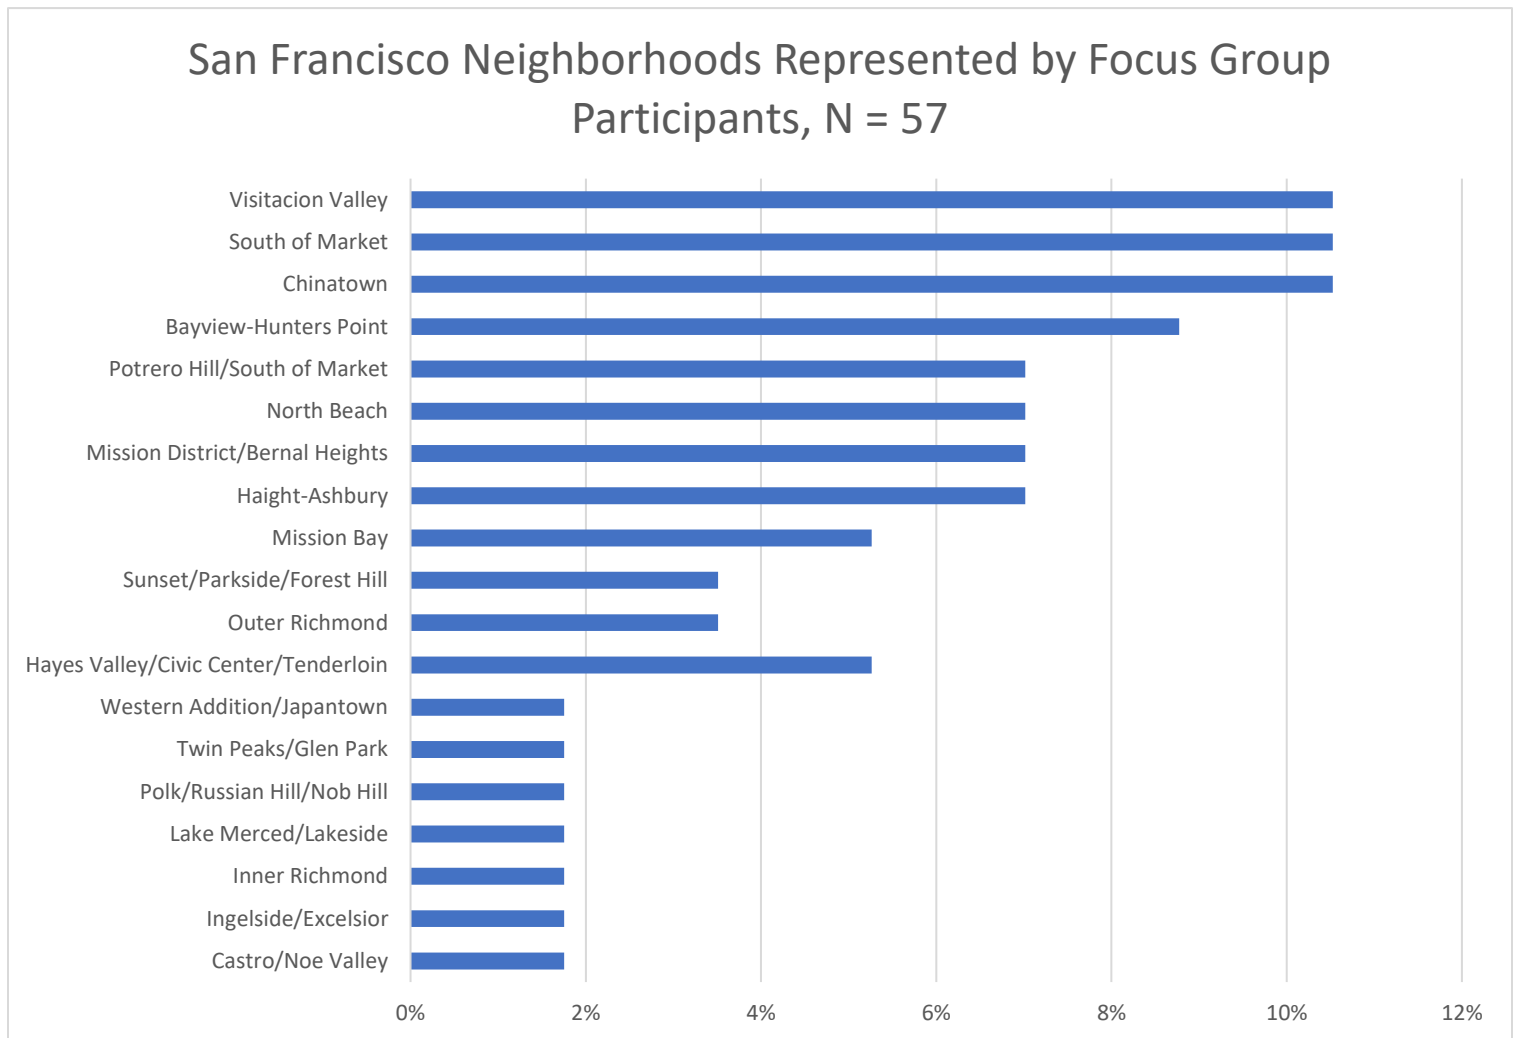 San Francisco Neighborhoods Represented by Focus Group
Participants, N = 57
Visitacion Valley
South of Market
Chinatown
Bayview-Hunters Point
Potrero Hill/South of Market
North Beach
Mission District/Bernal Heights
Haight-Ashbury
Mission Bay
Sunset/Parkside/Forest Hill
Outer Richmond
Hayes Valley/Civic Center/Tenderloin
Western Addition/Japantown
Twin Peaks/Glen Park
Polk/Russian Hill/Nob Hill
Lake Merced/Lakeside
Inner Richmond
Ingelside/Excelsior
Castro/Noe Valley
0% 2% 4% 6% 8% 10% 12%